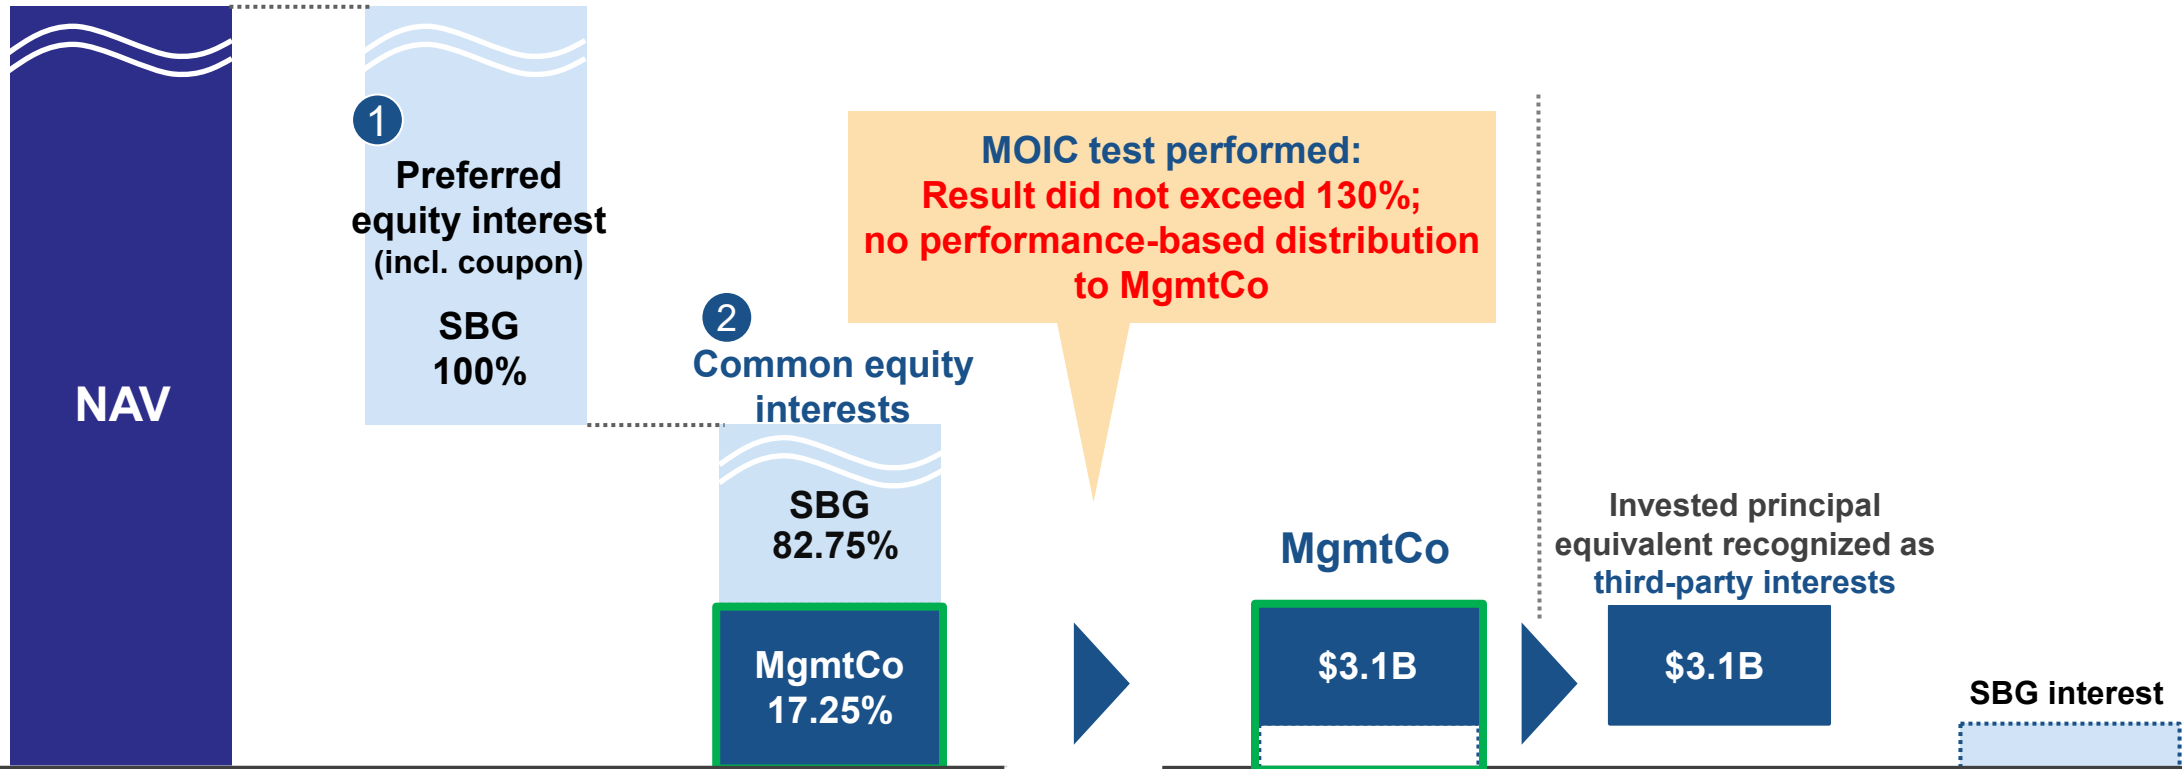 NAV
1
Preferred
equity interest
(incl. coupon)
SBG
100%
2
Common equity
interests
SBG
82.75%
MgmtCo
17.25%
MOIC test performed:
Result did not exceed 130%;
no performance-based distribution
to MgmtCo
MgmtCo
$3.1B
Invested principal
equivalent recognized as
third-party interests
$3.1B
SBG interest